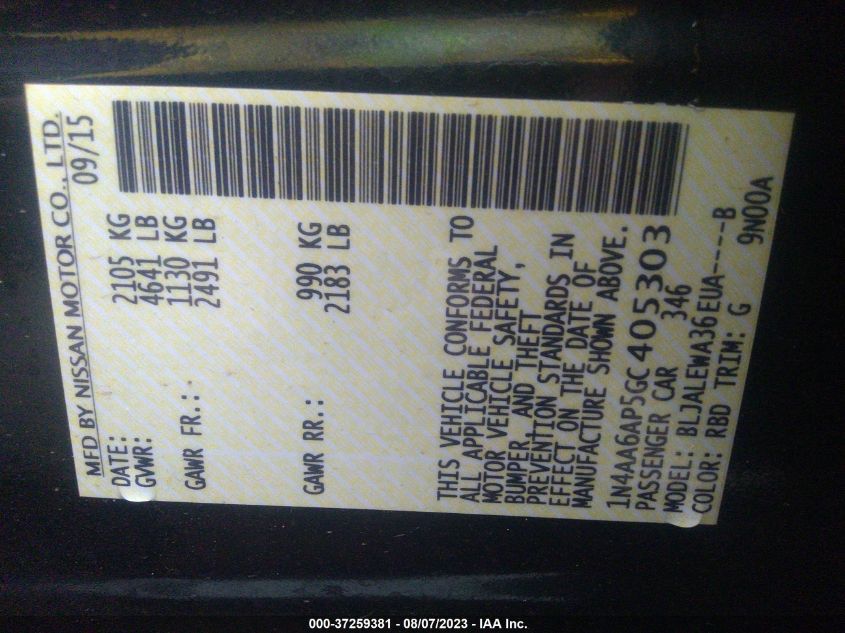 MFD BY NISSAN MOTOR CO., LTD.
DATE: 09/15
GVWR: 2105 KG
4641 LB
GAWR FR.: 1130 KG
2491 LB
GAWR RR.: 990 KG
2183 LB
THIS VEHICLE CONFORMS TO
ALL APPLICABLE FEDERAL
MOTOR VEHICLE SAFETY,
BUMPER, AND THEFT
PREVENTION STANDARDS IN
EFFECT ON THE DATE OF
MANUFACTURE SHOWN ABOVE.
1N4AA6AP5GC405303
PASSENGER CAR 346
MODEL: BLJALEWA36EUA----B
COLOR: RBD TRIM: G 9N00A
000-37259381 - 08/07/2023 - IAA Inc.